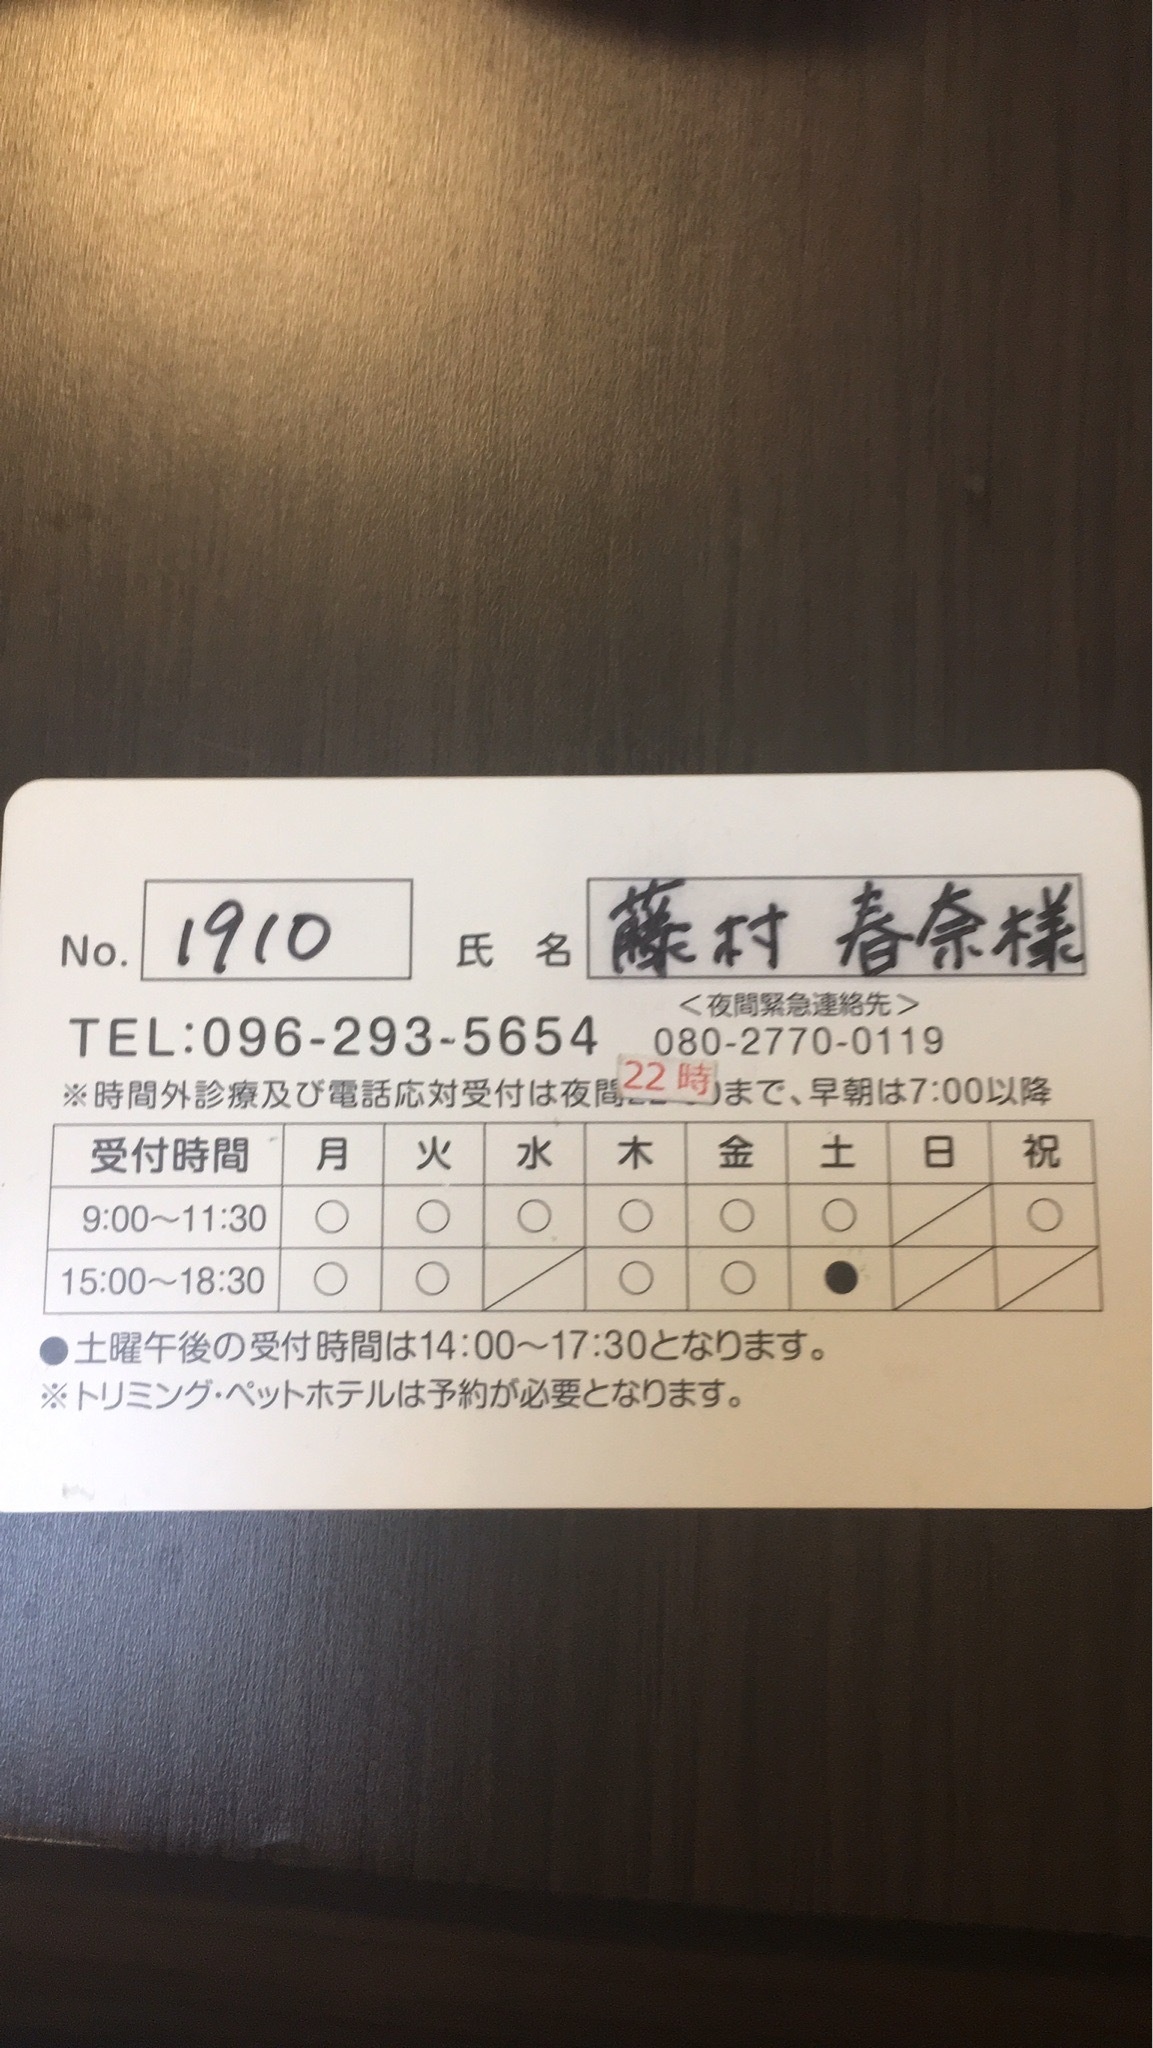 No. 1910 氏 名 藤村 春奈様
<夜間緊急連絡先>
TEL:096-293-5654 080-2770-0119
※時間外診療及び電話応対受付は夜間22時まで、早朝は7:00以降
受付時間 月 火 水 木 金 土 日 祝
9:00〜11:30 ○ ○ ○ ○ ○ ○ ／ ○
15:00〜18:30 ○ ○ ／ ○ ○ ● ／ ／
●土曜午後の受付時間は14:00〜17:30となります。
※トリミング・ペットホテルは予約が必要となります。